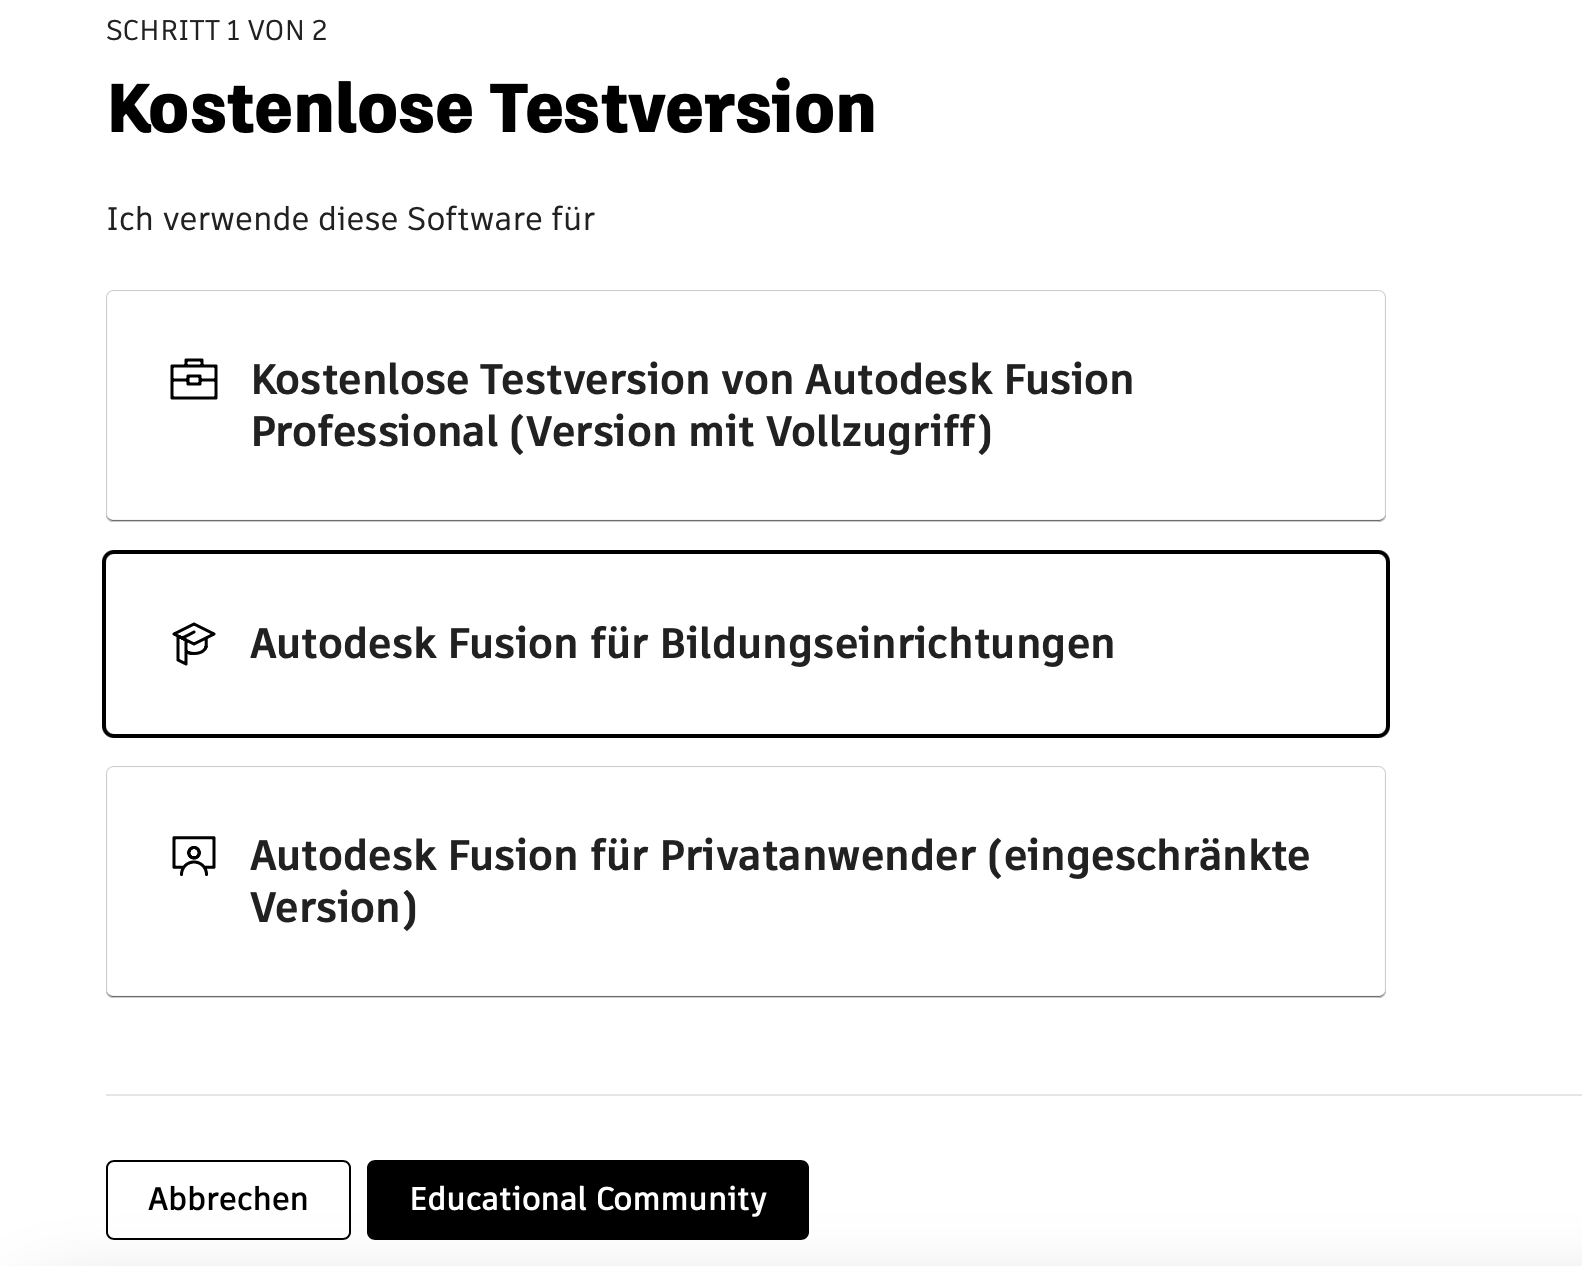 SCHRITT 1 VON 2
Kostenlose Testversion
Ich verwende diese Software für
Kostenlose Testversion von Autodesk Fusion
Professional (Version mit Vollzugriff)
Autodesk Fusion für Bildungseinrichtungen
Autodesk Fusion für Privatanwender (eingeschränkte
Version)
Abbrechen
Educational Community